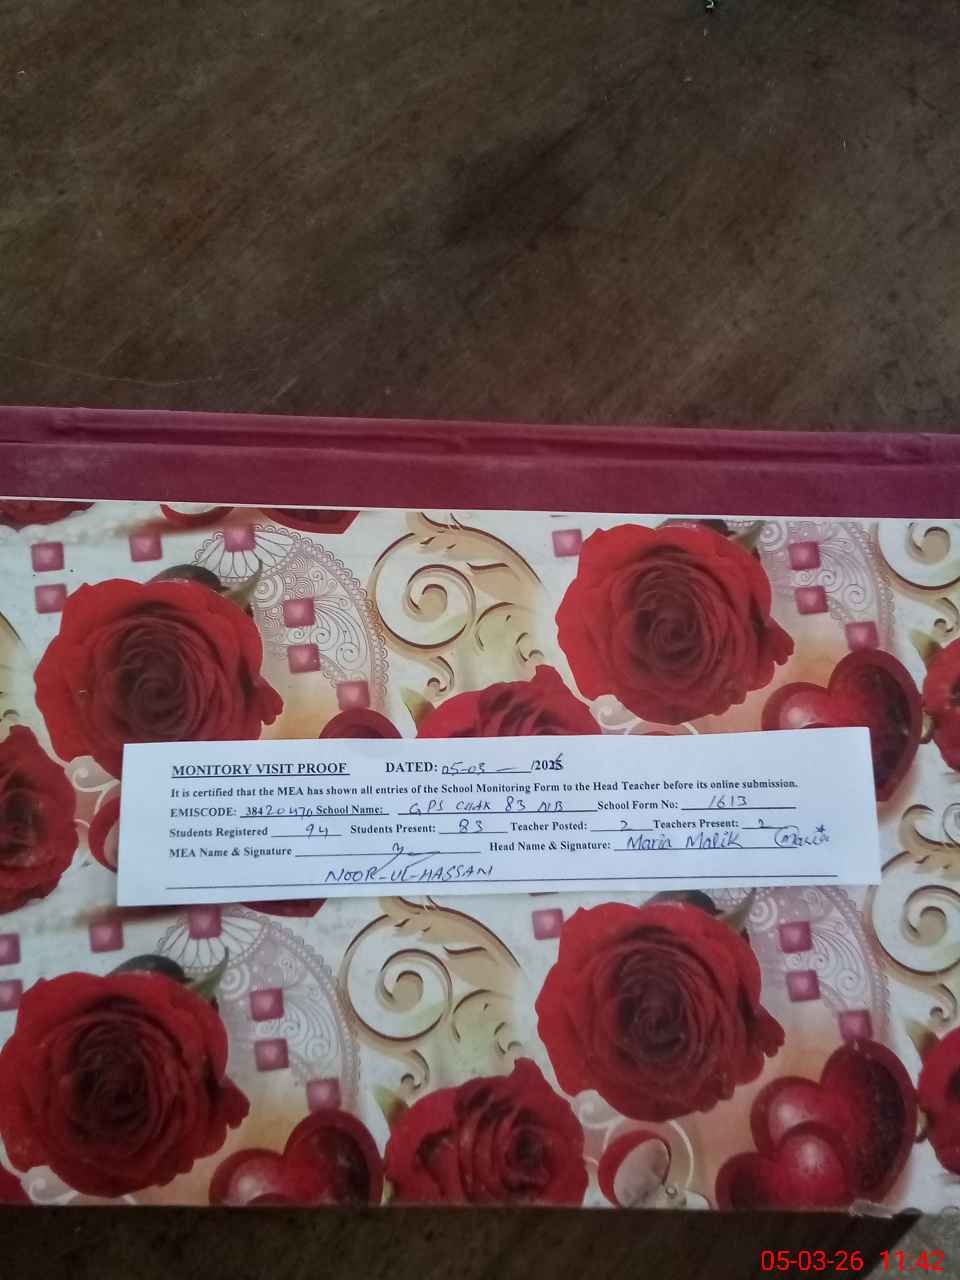 MONITORY VISIT PROOF DATED: 05-03 — /2026
It is certified that the MEA has shown all entries of the School Monitoring Form to the Head Teacher before its online submission.
EMISCODE: 38420476 School Name: GPS CHAK 83 NB School Form No: 1613
Students Registered 94 Students Present: 83 Teacher Posted: 2 Teachers Present: 2
MEA Name & Signature Head Name & Signature: Maria Malik Maria
NOOR-UL-HASSAN
05-03-26 11:42